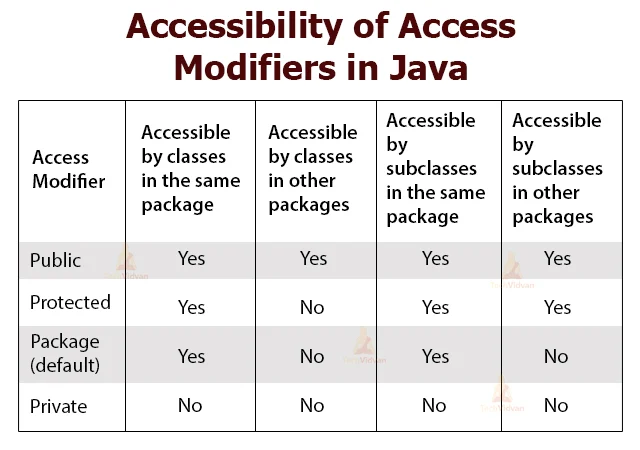 Accessibility of Access
Modifiers in Java
Access
Modifier
Accessible
by classes
in the same
package
Accessible
by classes
in other
packages
Accessible
by
subclasses
in the same
package
Accessible
by
subclasses
in other
packages
Public Yes Yes Yes Yes
Protected Yes No Yes Yes
Package
(default) Yes No Yes No
Private No No No No